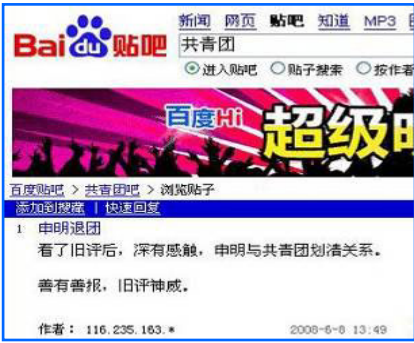 新闻 网页 贴吧 知道 MP3
Bai du 贴吧
共青团
进入贴吧 贴子搜索 按作者
百度Hi 超级
百度贴吧 > 共青团吧 > 浏览贴子
添加到搜藏 | 快速回复
1 申明退团
看了旧评后，深有感触，申明与共青团划清关系。
善有善报，旧评神威。
作者： 116.235.163.* 2008-6-8 13:49